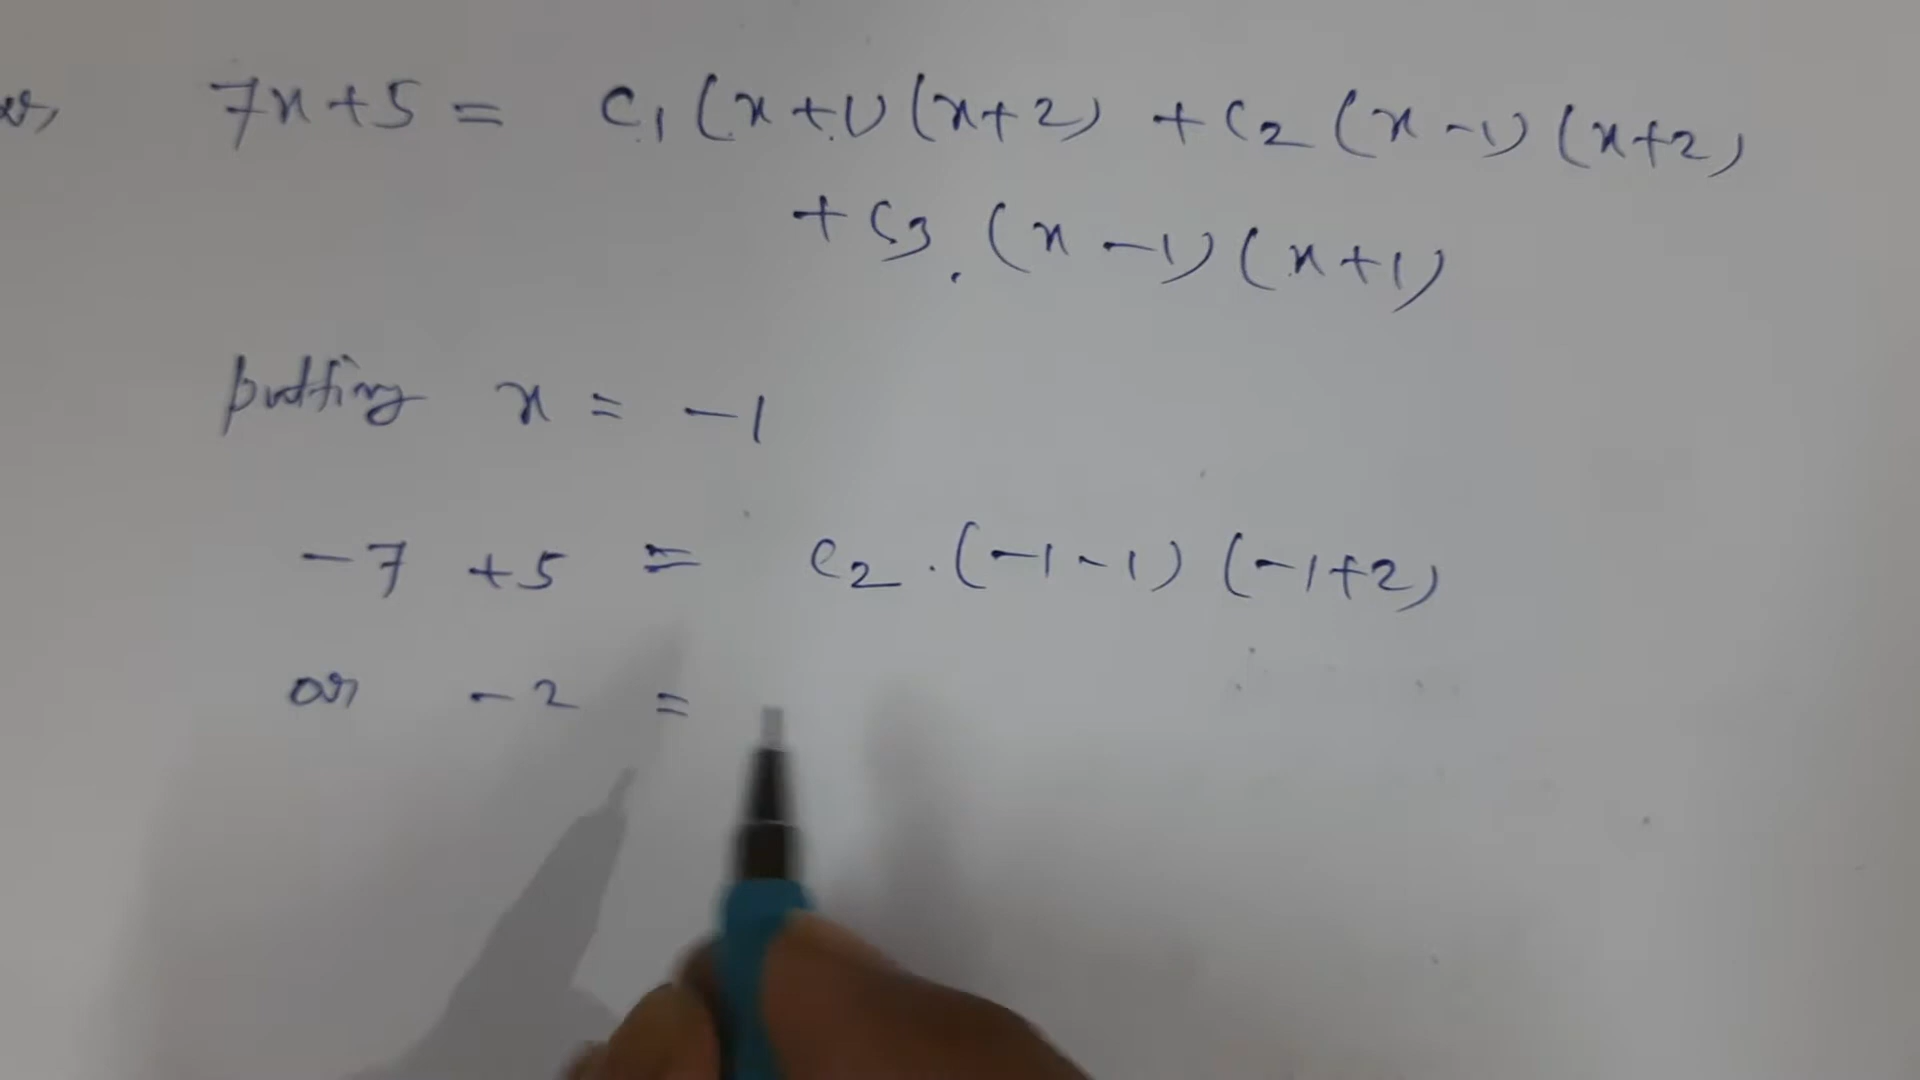 or, 7x+5 = C1(x+1)(x+2) + C2(x-1)(x+2)
+ C3.(x-1)(x+1)
putting x = -1
-7 +5 = C2.(-1-1)(-1+2)
or -2 =